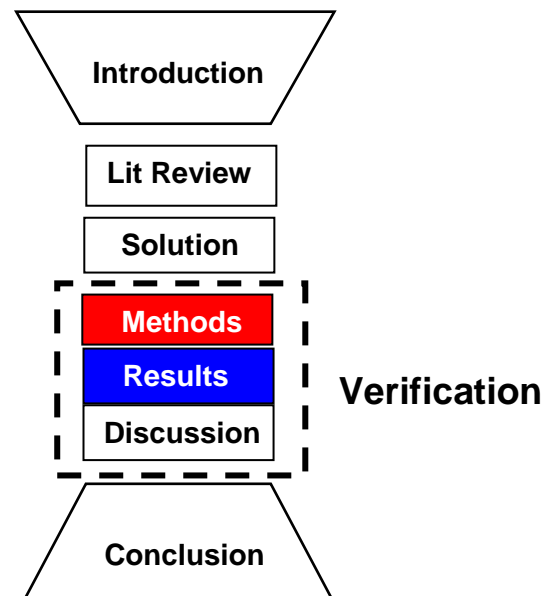 Introduction
Lit Review
Solution
Methods
Results
Verification
Discussion
Conclusion